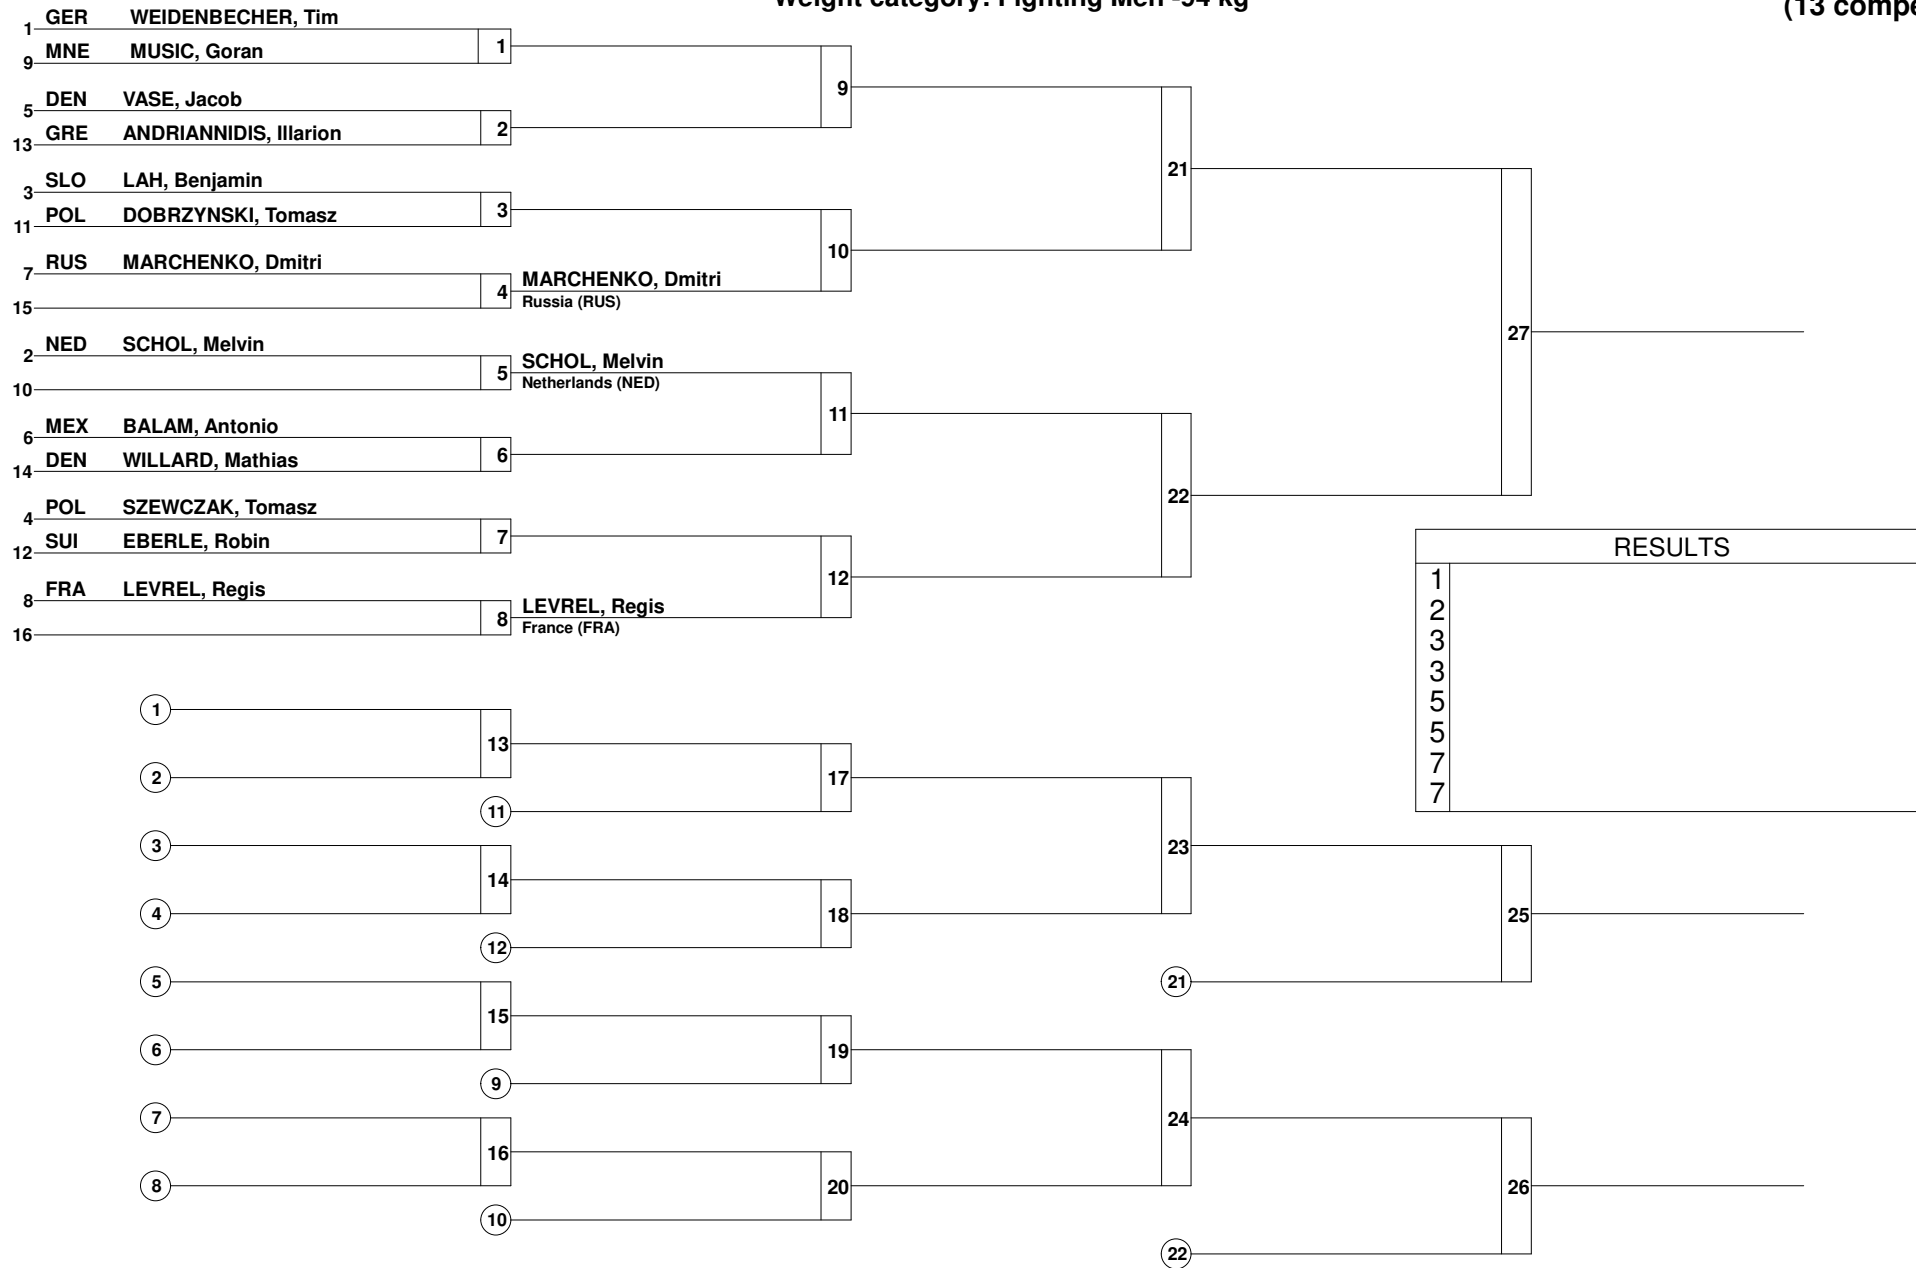 Weight category: Fighting Men -94 kg
(13 compe
1 GER WEIDENBECHER, Tim
9 MNE MUSIC, Goran
1
5 DEN VASE, Jacob
13 GRE ANDRIANNIDIS, Illarion
2
9
3 SLO LAH, Benjamin
11 POL DOBRZYNSKI, Tomasz
3
7 RUS MARCHENKO, Dmitri
15
4 MARCHENKO, Dmitri
Russia (RUS)
10
21
2 NED SCHOL, Melvin
10
5 SCHOL, Melvin
Netherlands (NED)
6 MEX BALAM, Antonio
14 DEN WILLARD, Mathias
6
11
4 POL SZEWCZAK, Tomasz
12 SUI EBERLE, Robin
7
8 FRA LEVREL, Regis
16
8 LEVREL, Regis
France (FRA)
12
22
27
RESULTS
1
2
3
3
5
5
7
7
1
2
13
11
17
3
4
14
12
18
23
21
25
5
6
15
9
19
7
8
16
10
20
24
22
26